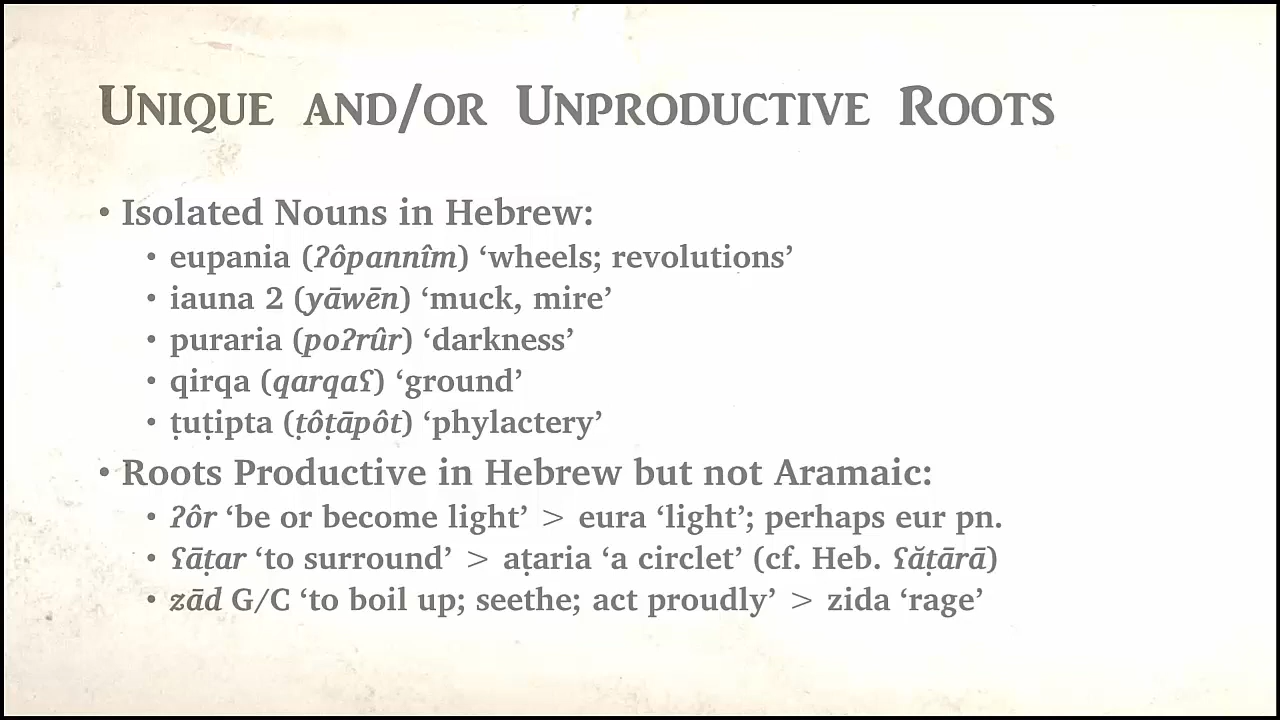 Unique and/or Unproductive Roots
• Isolated Nouns in Hebrew:
• eupania (ʔôpannîm) ‘wheels; revolutions’
• iauna 2 (yāwēn) ‘muck, mire’
• puraria (poʔrûr) ‘darkness’
• qirqa (qarqaʕ) ‘ground’
• ṭuṭipta (ṭôṭāpôt) ‘phylactery’
• Roots Productive in Hebrew but not Aramaic:
• ʔôr ‘be or become light’ > eura ‘light’; perhaps eur pn.
• ʕāṭar ‘to surround’ > aṭaria ‘a circlet’ (cf. Heb. ʕăṭārā)
• zād G/C ‘to boil up; seethe; act proudly’ > zida ‘rage’